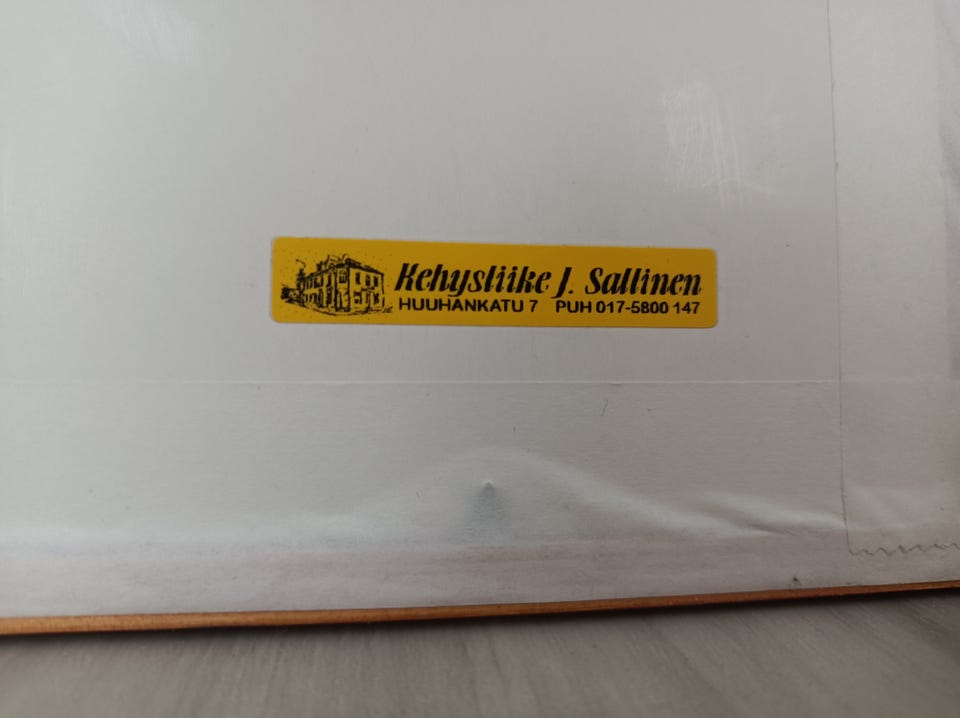 Kehysliike J. Sallinen
HUUHANKATU 7 PUH 017-5800 147